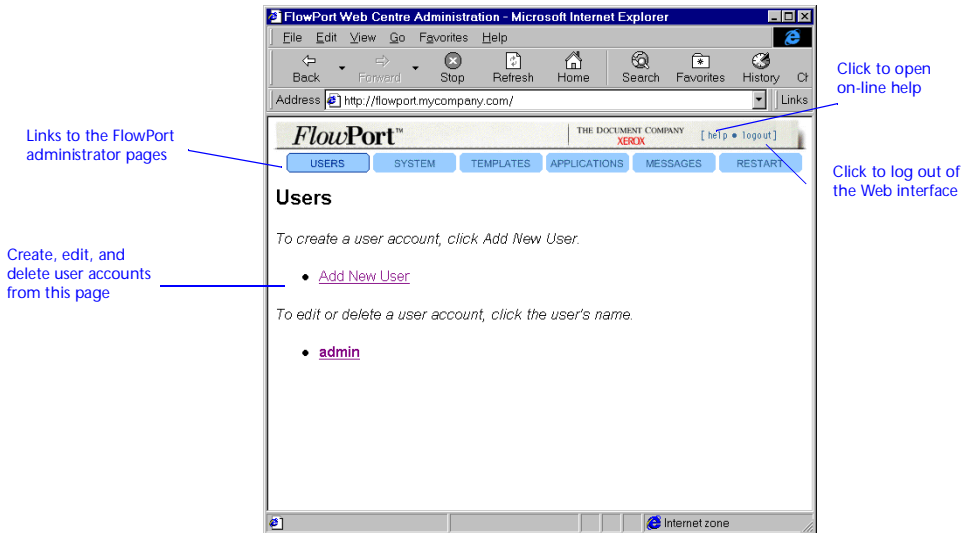 FlowPort Web Centre Administration - Microsoft Internet Explorer
File Edit View Go Favorites Help
Back Forward Stop Refresh Home Search Favorites History Ch
Address http://flowport.mycompany.com/ Links
FlowPort™ THE DOCUMENT COMPANY
XEROX [ help • logout ]
USERS SYSTEM TEMPLATES APPLICATIONS MESSAGES RESTART
Users
To create a user account, click Add New User.
• Add New User
To edit or delete a user account, click the user's name.
• admin
Internet zone
Links to the FlowPort
administrator pages
Create, edit, and
delete user accounts
from this page
Click to open
on-line help
Click to log out of
the Web interface